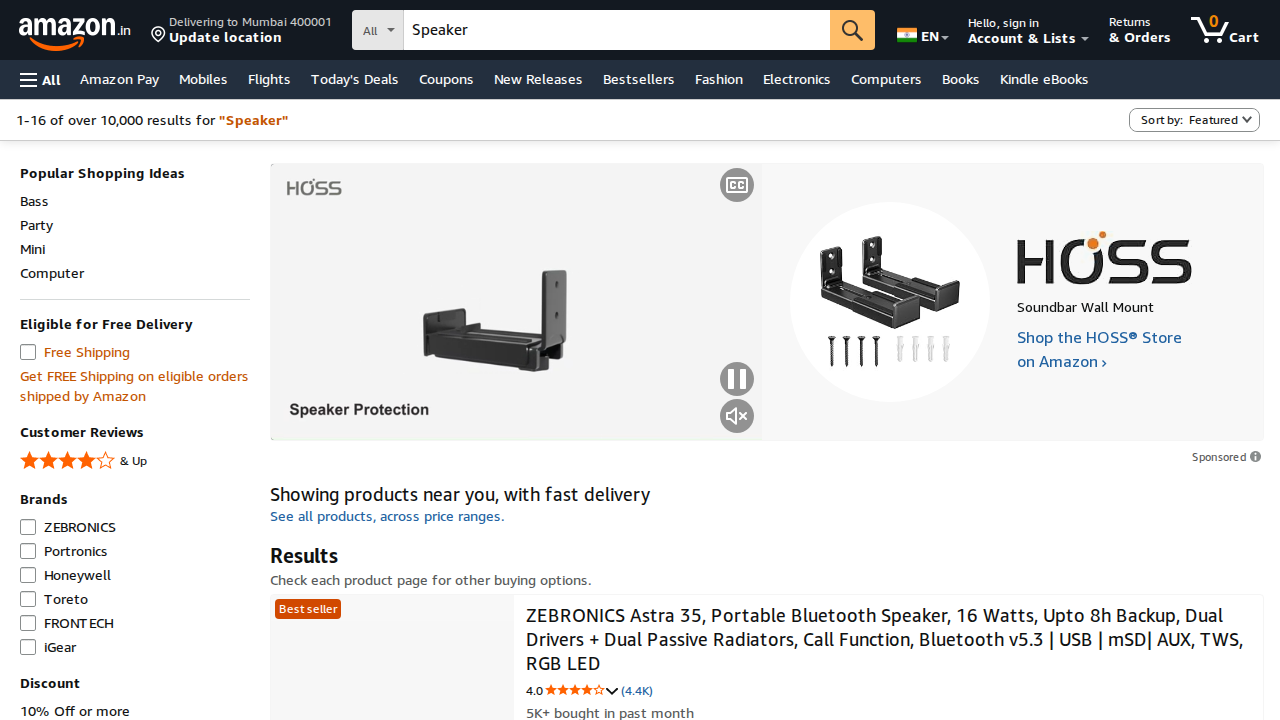 amazon.in
Delivering to Mumbai 400001
Update location
All
Speaker
EN
Hello, sign in
Account & Lists
Returns
& Orders
0
Cart
All
Amazon Pay
Mobiles
Flights
Today's Deals
Coupons
New Releases
Bestsellers
Fashion
Electronics
Computers
Books
Kindle eBooks
1-16 of over 10,000 results for "Speaker"
Sort by: Featured
Popular Shopping Ideas
Bass
Party
Mini
Computer
Eligible for Free Delivery
Free Shipping
Get FREE Shipping on eligible orders
shipped by Amazon
Customer Reviews
& Up
Brands
ZEBRONICS
Portronics
Honeywell
Toreto
FRONTECH
iGear
Discount
10% Off or more
HOSS
CC
Speaker Protection
HOSS
Soundbar Wall Mount
Shop the HOSS® Store
on Amazon ›
Sponsored
Showing products near you, with fast delivery
See all products, across price ranges.
Results
Check each product page for other buying options.
Best seller
ZEBRONICS Astra 35, Portable Bluetooth Speaker, 16 Watts, Upto 8h Backup, Dual
Drivers + Dual Passive Radiators, Call Function, Bluetooth v5.3 | USB | mSD| AUX, TWS,
RGB LED
4.0 (4.4K)
5K+ bought in past month